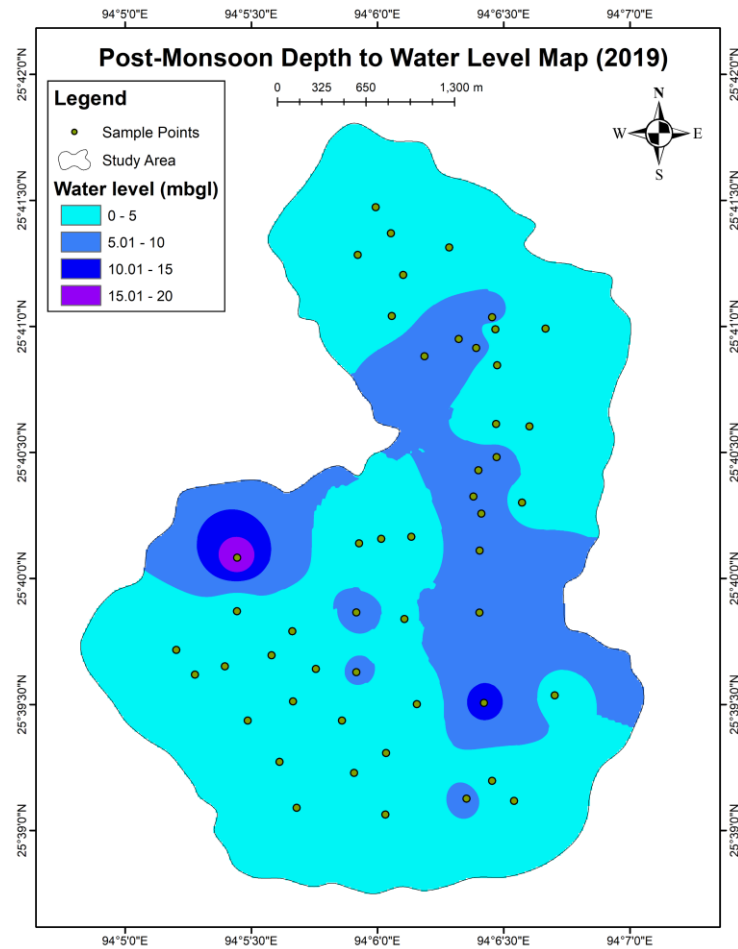 94°5'0"E 94°5'30"E 94°6'0"E 94°6'30"E 94°7'0"E
Post-Monsoon Depth to Water Level Map (2019)
Legend
Sample Points
Study Area
Water level (mbgl)
0 - 5
5.01 - 10
10.01 - 15
15.01 - 20
0 325 650 1,300 m
N
W E
S
25°42'0"N 25°42'0"N
25°41'30"N 25°41'30"N
25°41'0"N 25°41'0"N
25°40'30"N 25°40'30"N
25°40'0"N 25°40'0"N
25°39'30"N 25°39'30"N
25°39'0"N 25°39'0"N
94°5'0"E 94°5'30"E 94°6'0"E 94°6'30"E 94°7'0"E